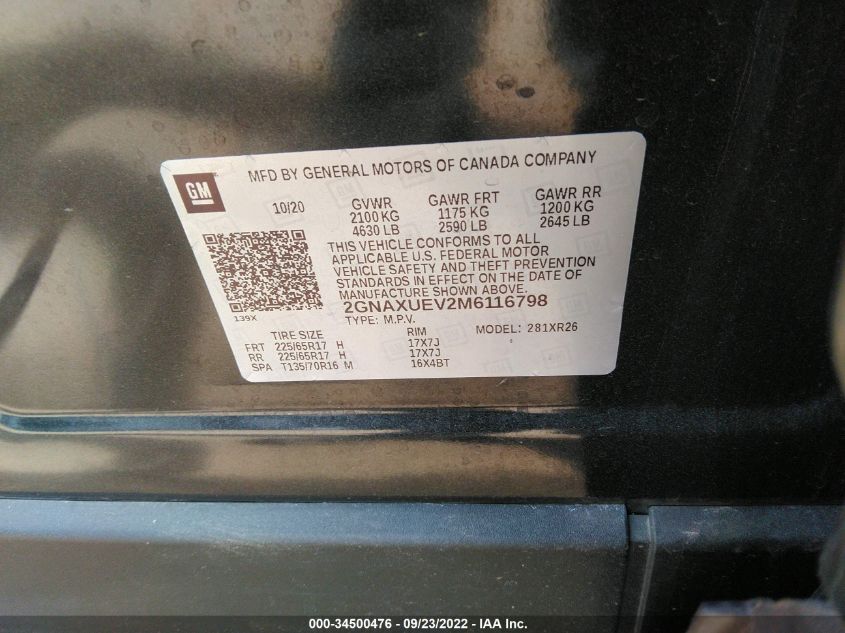 MFD BY GENERAL MOTORS OF CANADA COMPANY
GM
10/20 GVWR GAWR FRT GAWR RR
2100 KG 1175 KG 1200 KG
4630 LB 2590 LB 2645 LB
THIS VEHICLE CONFORMS TO ALL
APPLICABLE U.S. FEDERAL MOTOR
VEHICLE SAFETY AND THEFT PREVENTION
STANDARDS IN EFFECT ON THE DATE OF
MANUFACTURE SHOWN ABOVE.
139X
2GNAXUEV2M6116798
TYPE: M.P.V. MODEL: 281XR26
TIRE SIZE RIM
FRT 225/65R17 H 17X7J
RR 225/65R17 H 17X7J
SPA T135/70R16 M 16X4BT
000-34500476 - 09/23/2022 - IAA Inc.